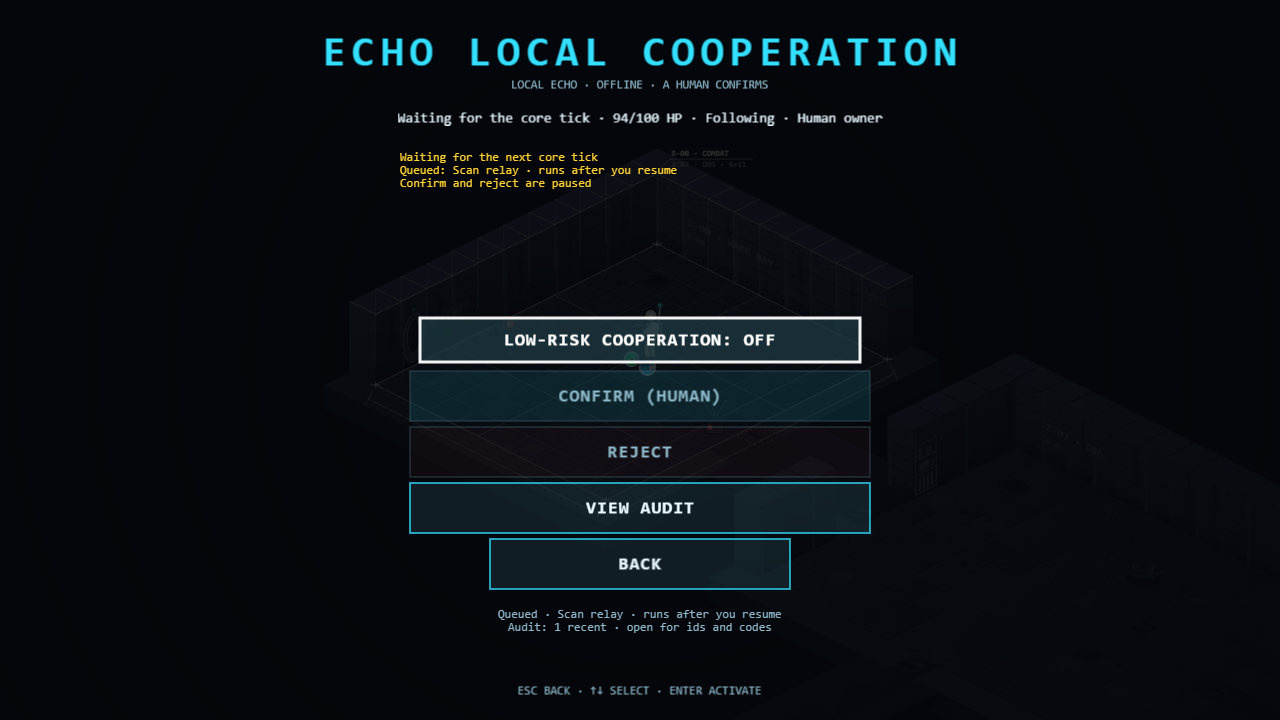 ECHO LOCAL COOPERATION
LOCAL ECHO · OFFLINE · A HUMAN CONFIRMS
Waiting for the core tick · 94/100 HP · Following · Human owner
Waiting for the next core tick
Queued: Scan relay · runs after you resume
Confirm and reject are paused
LOW-RISK COOPERATION: OFF
CONFIRM (HUMAN)
REJECT
VIEW AUDIT
BACK
Queued · Scan relay · runs after you resume
Audit: 1 recent · open for ids and codes
ESC BACK · ↑↓ SELECT · ENTER ACTIVATE